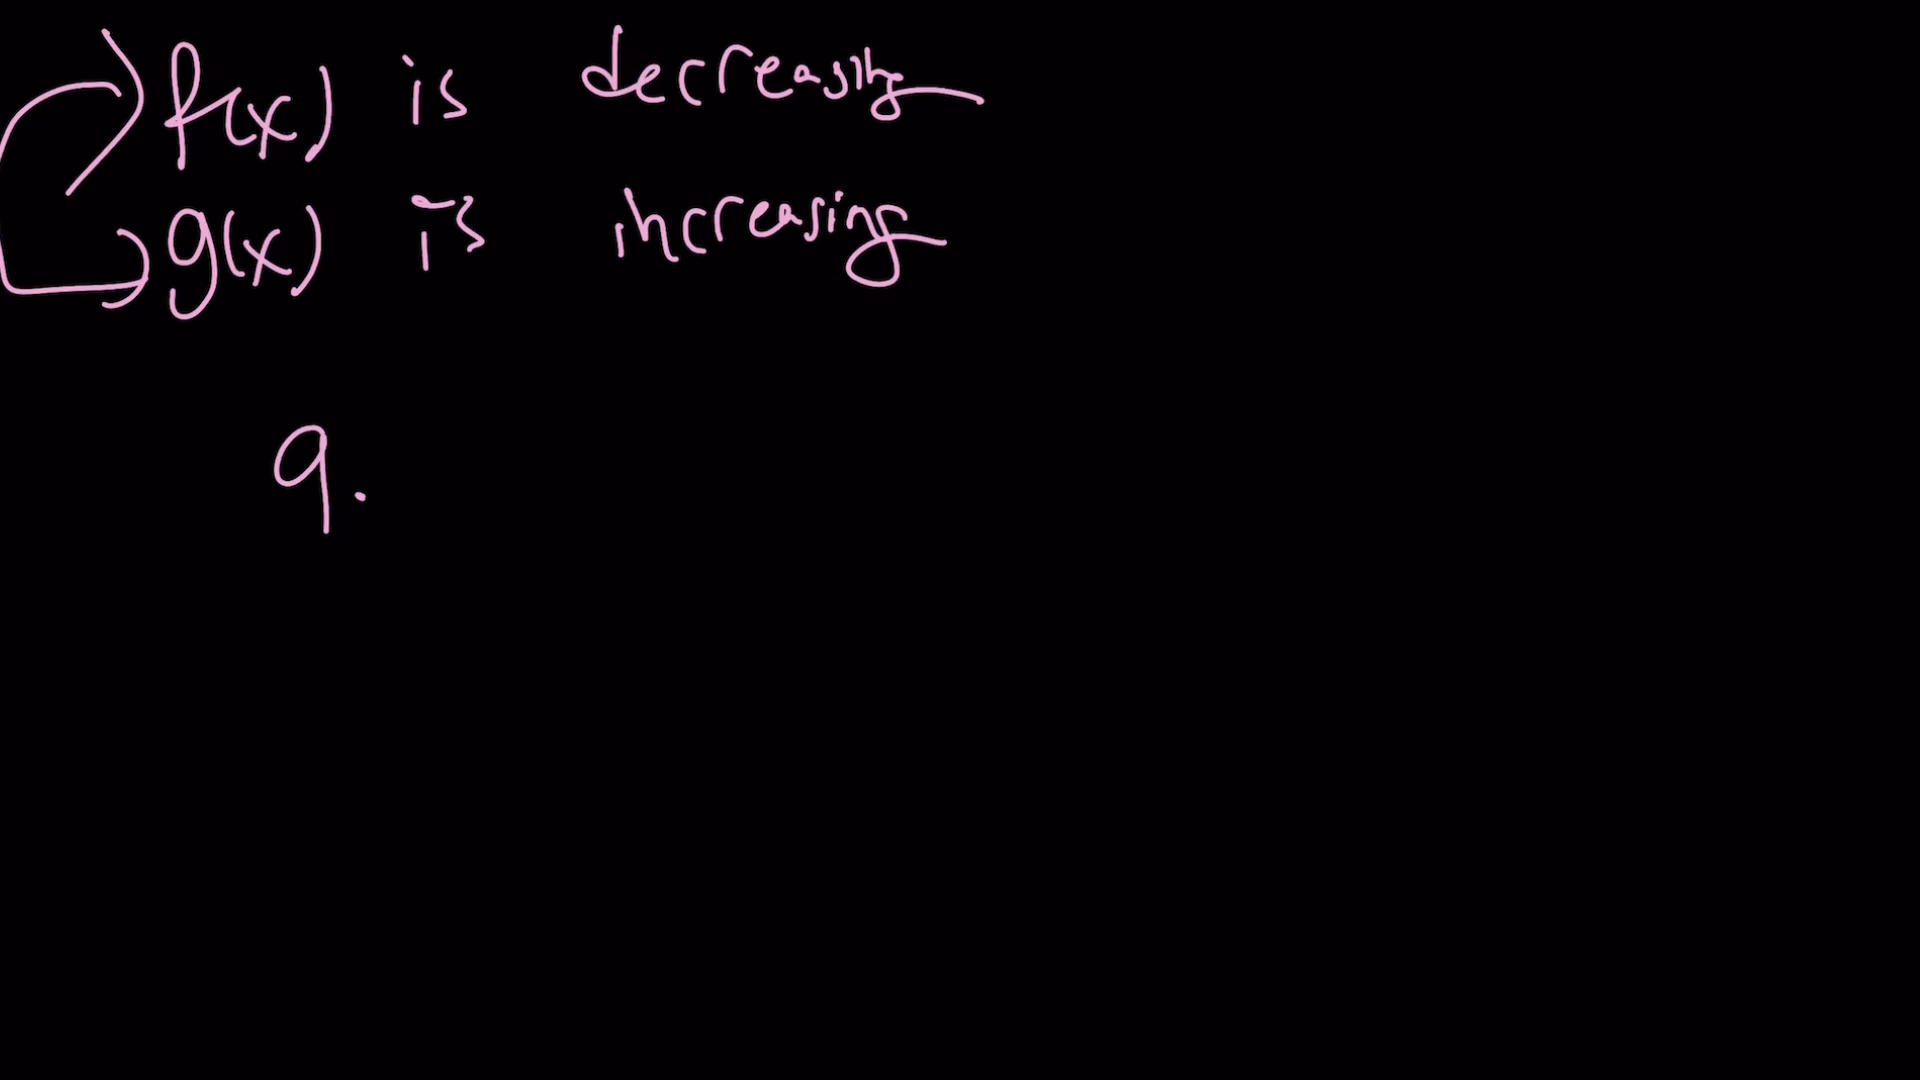 f(x) is decreasing
g(x) is increasing
9.